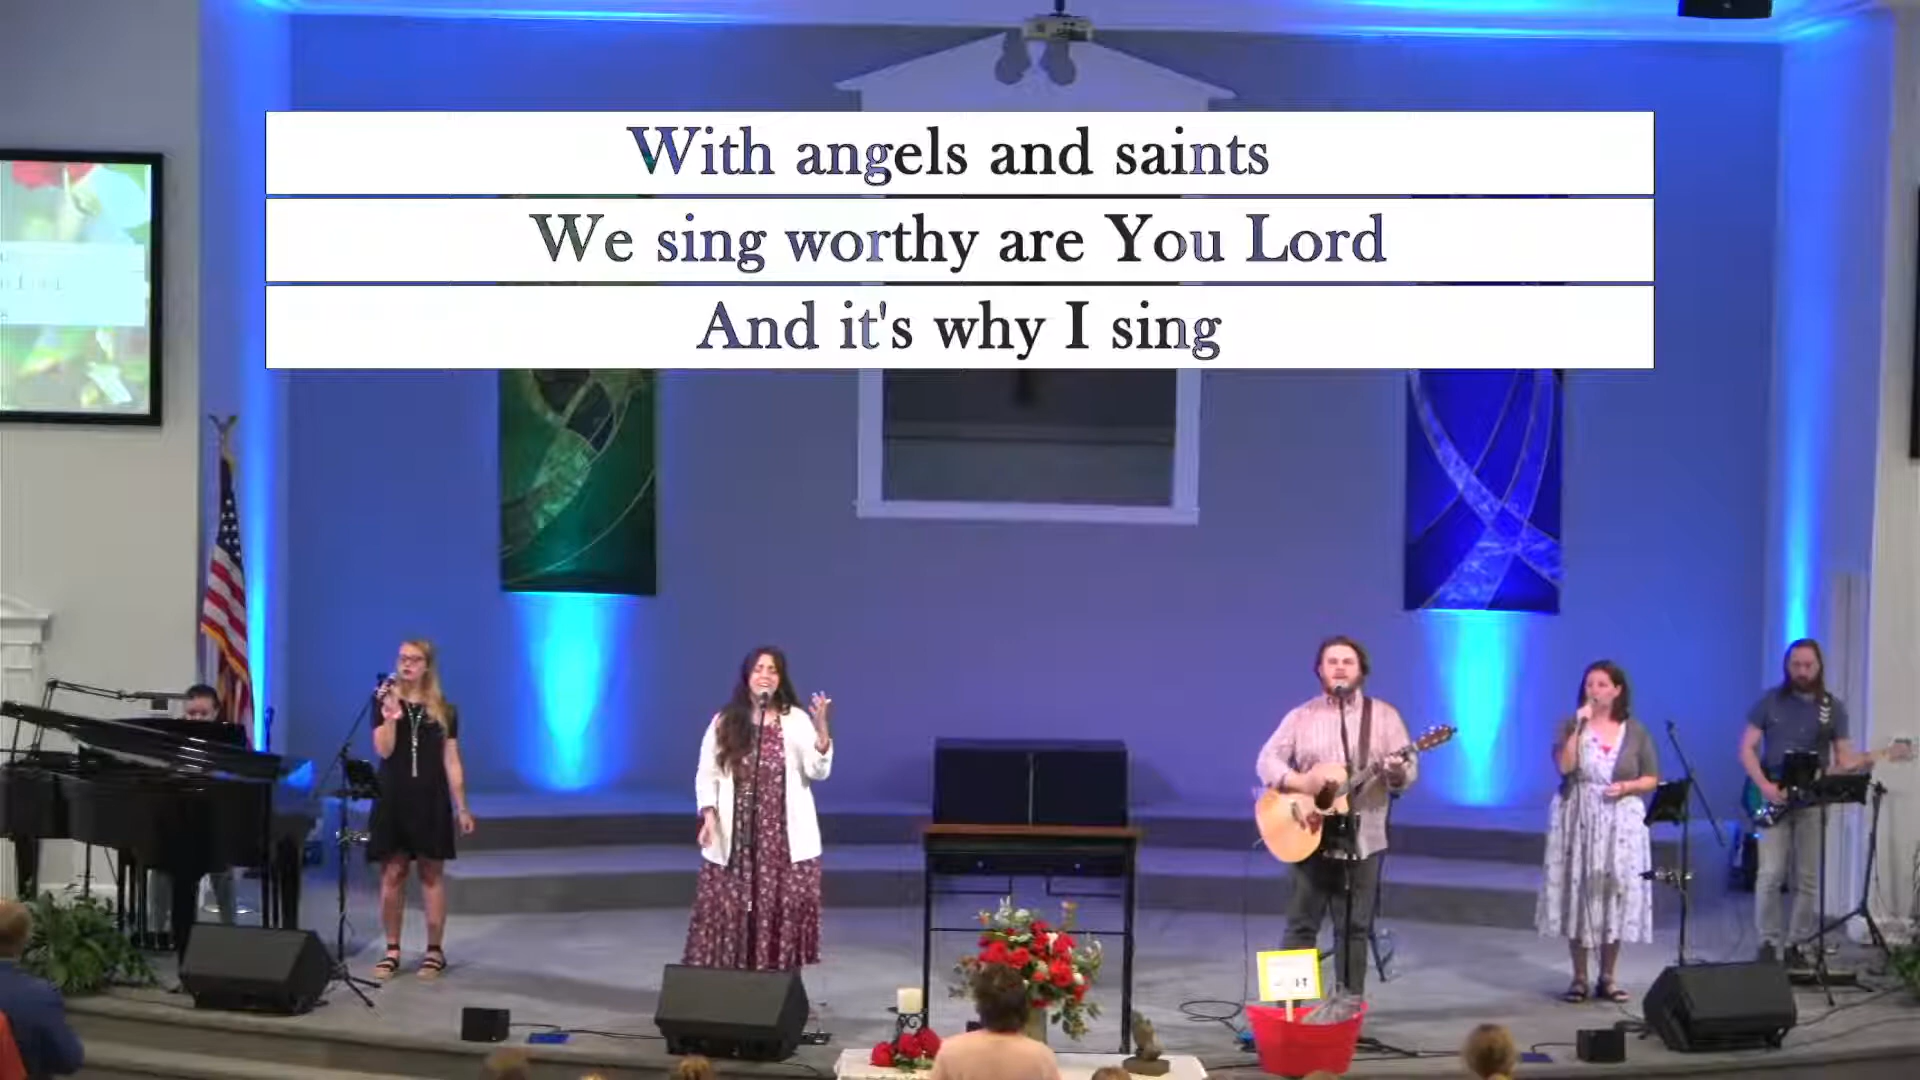 With angels and saints
We sing worthy are You Lord
And it's why I sing